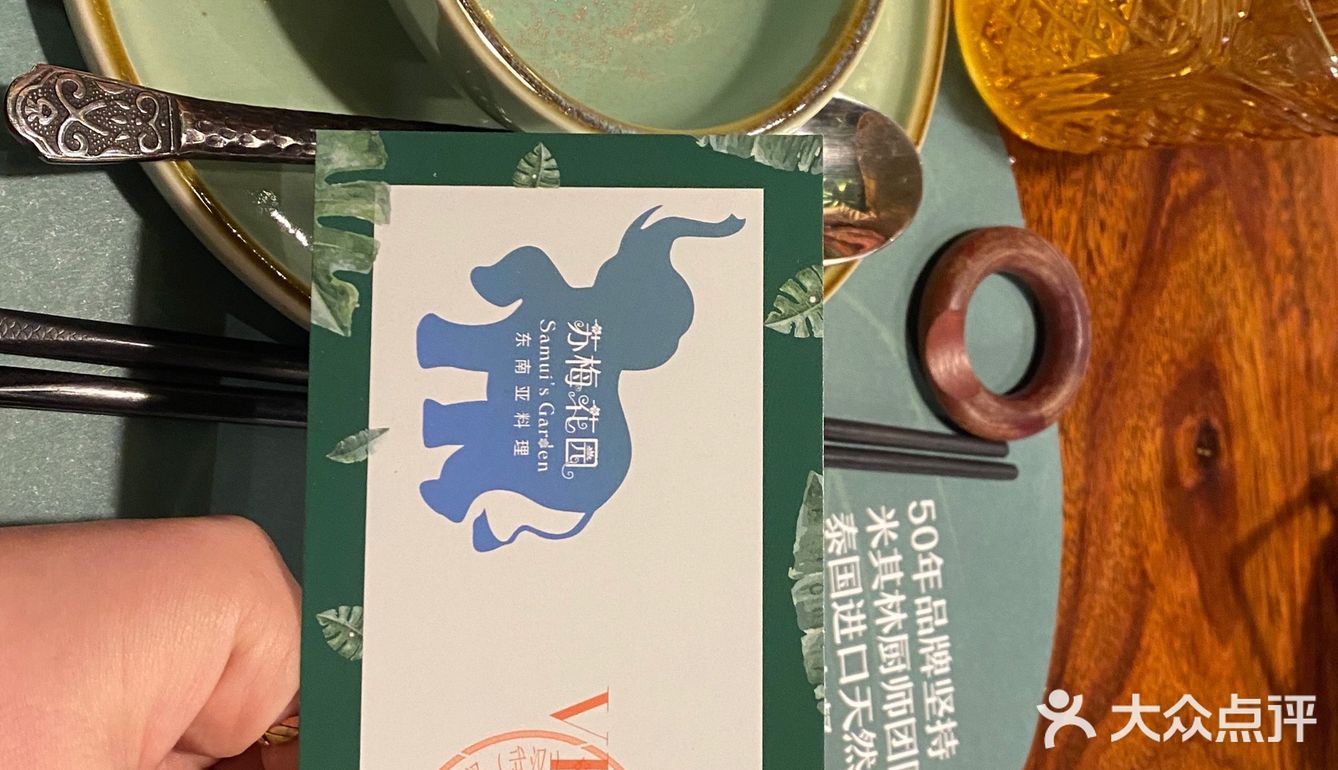 苏梅花园
Samui's Garden
东南亚料理
50年品牌坚持
米其林厨师团
泰国进口天然
大众点评